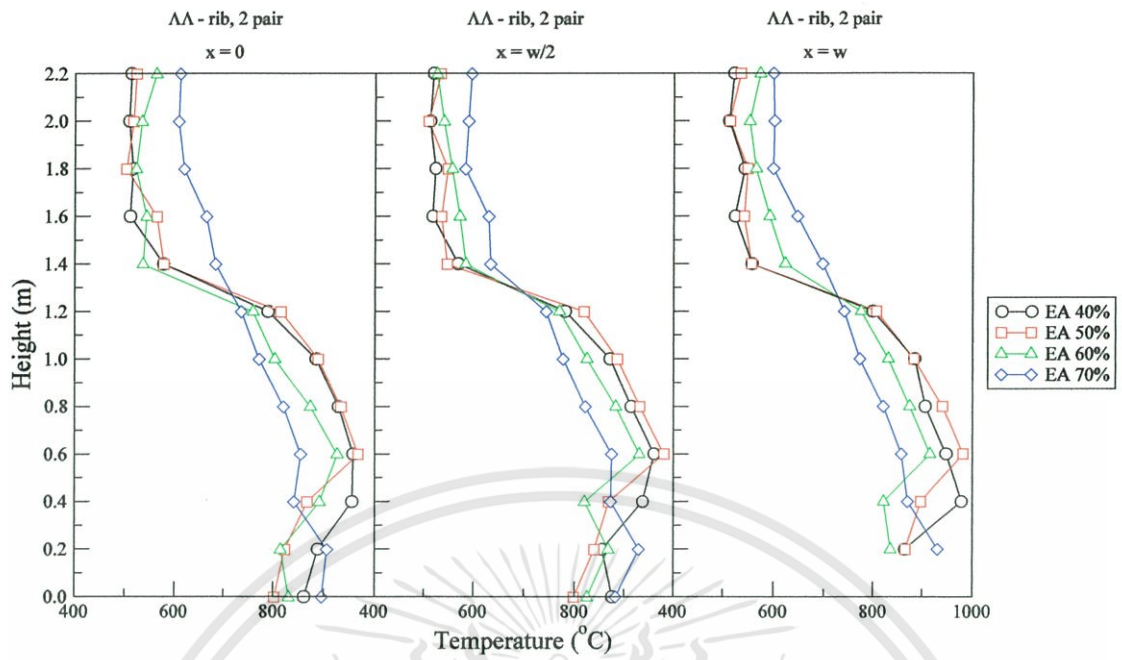 ΛΛ - rib, 2 pair
x = 0
ΛΛ - rib, 2 pair
x = w/2
ΛΛ - rib, 2 pair
x = w
2.2
2.0
1.8
1.6
1.4
1.2
1.0
0.8
0.6
0.4
0.2
0.0
Height (m)
400 600 800 400 600 800 400 600 800 1000
Temperature (°C)
EA 40%
EA 50%
EA 60%
EA 70%